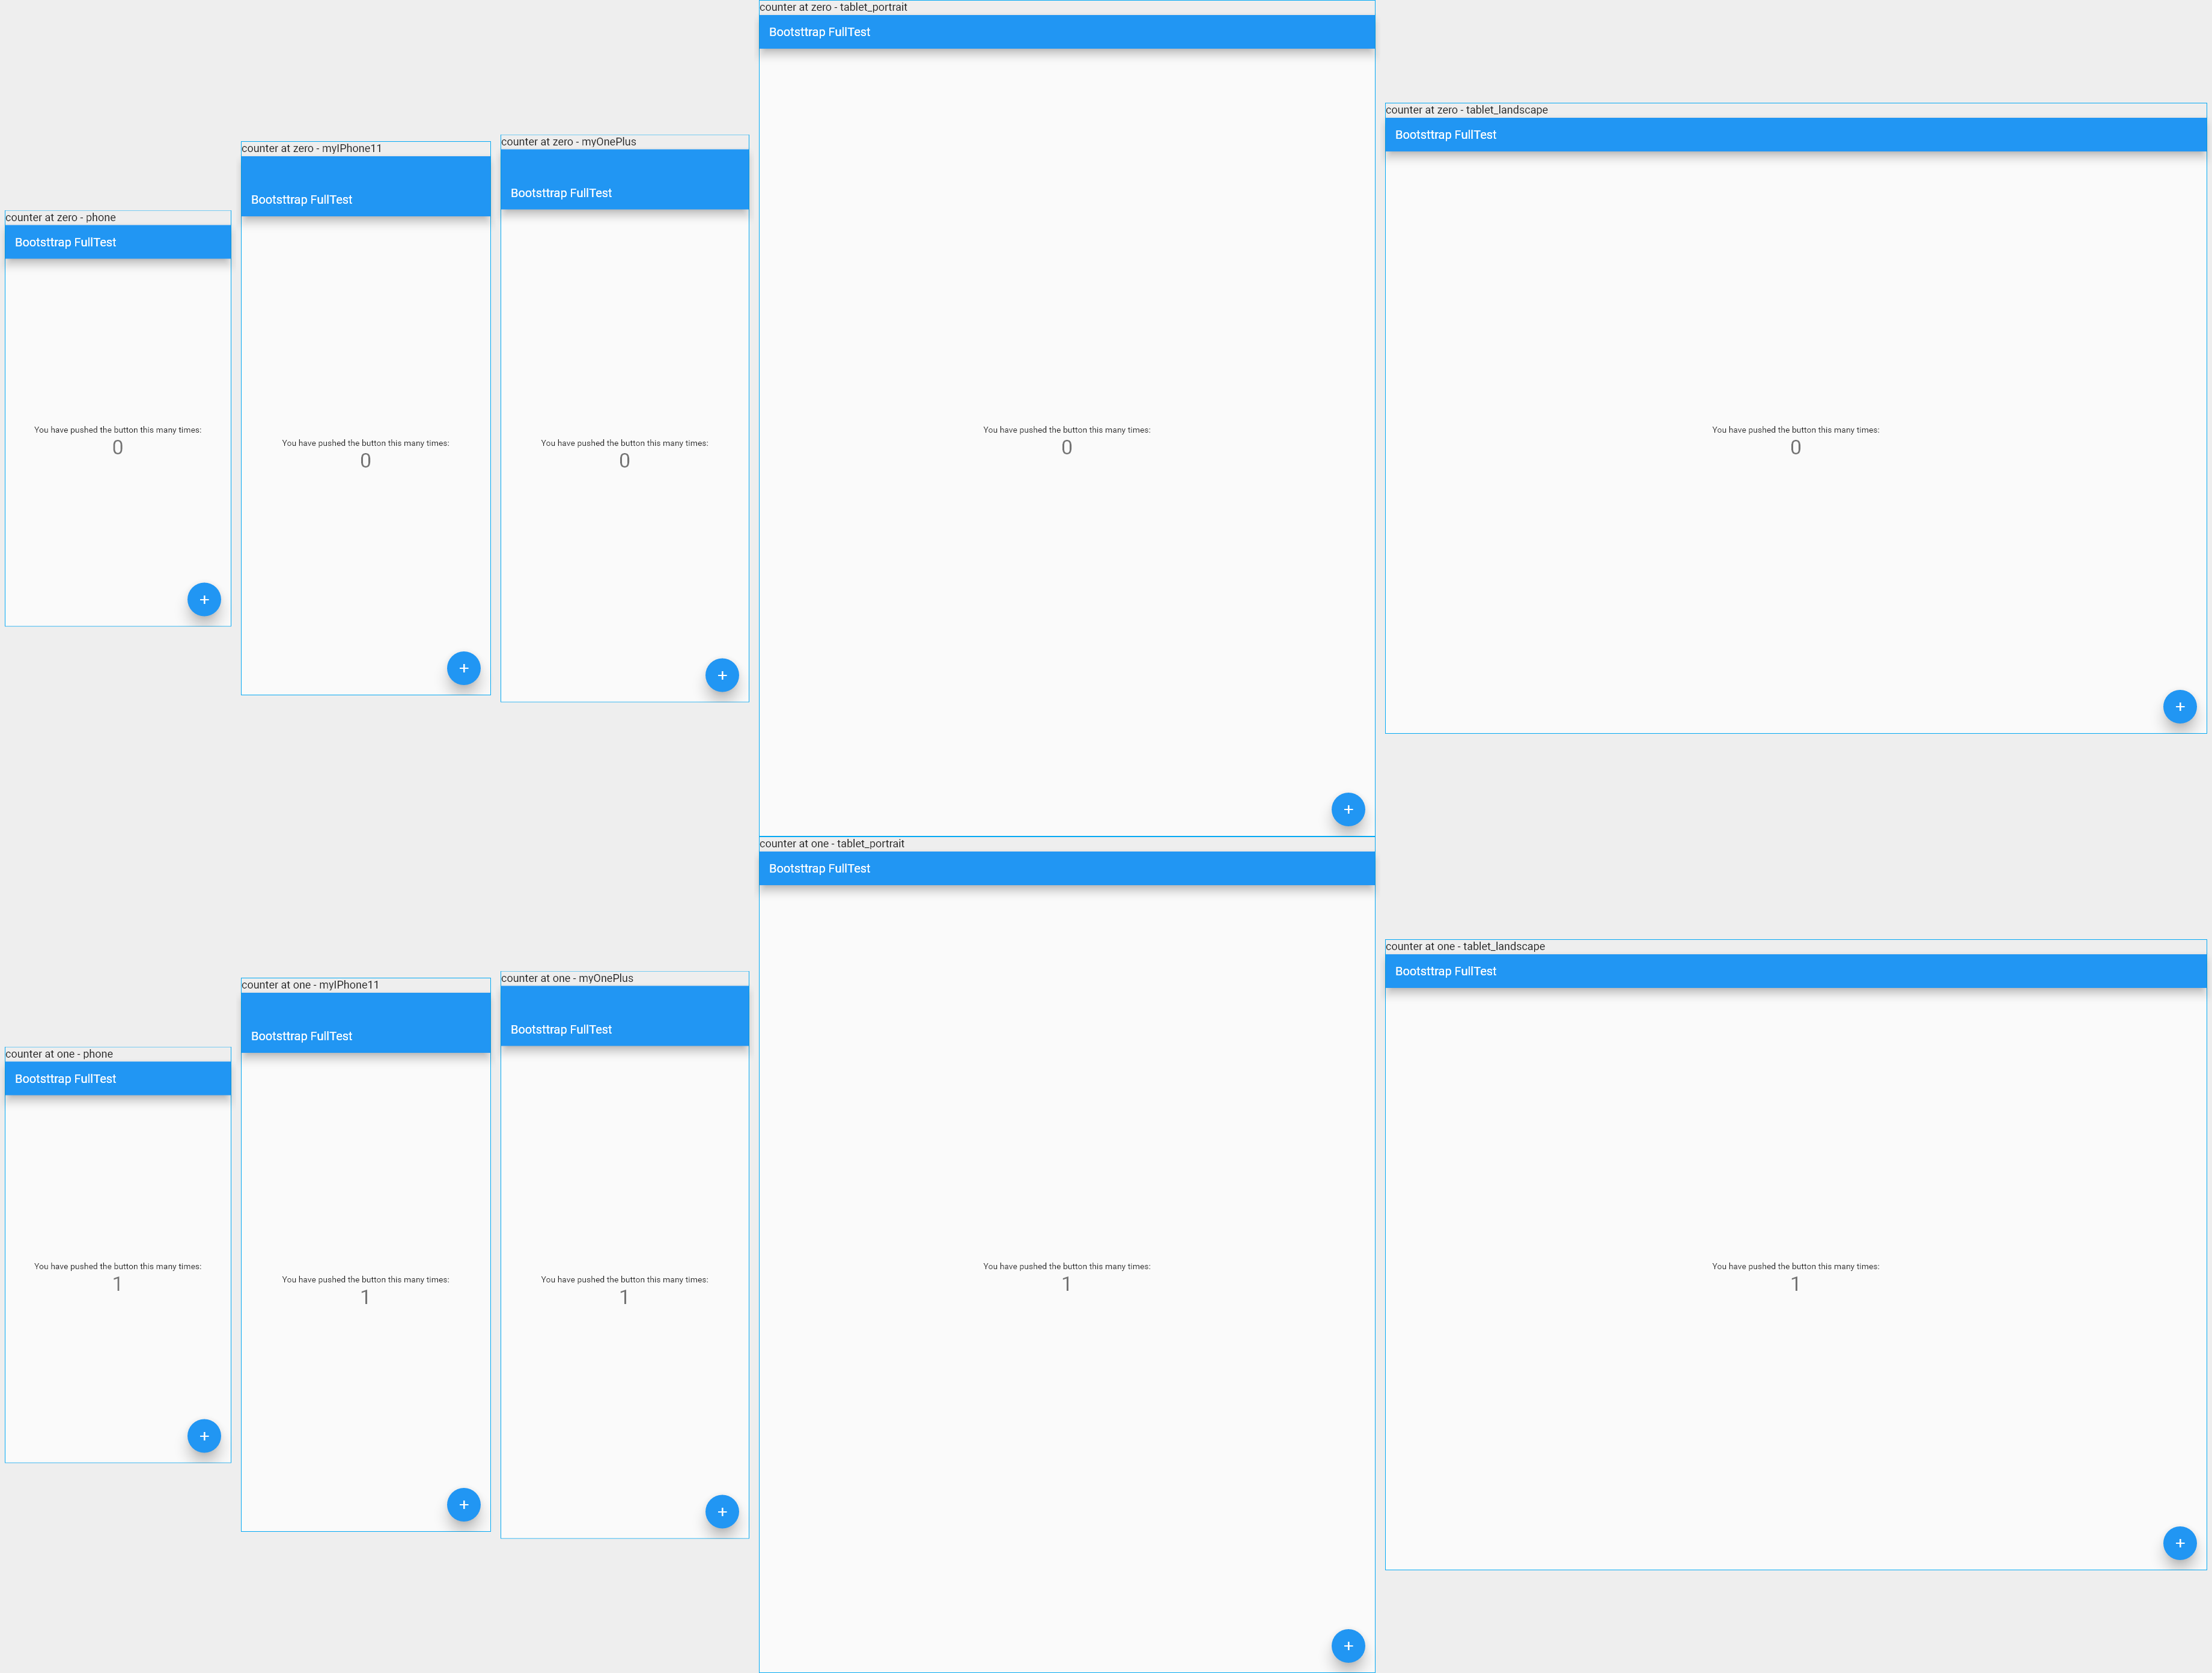 counter at zero - phone
Bootsttrap FullTest
You have pushed the button this many times:
0
+
counter at zero - myIPhone11
Bootsttrap FullTest
You have pushed the button this many times:
0
+
counter at zero - myOnePlus
Bootsttrap FullTest
You have pushed the button this many times:
0
+
counter at zero - tablet_portrait
Bootsttrap FullTest
You have pushed the button this many times:
0
+
counter at zero - tablet_landscape
Bootsttrap FullTest
You have pushed the button this many times:
0
+
counter at one - phone
Bootsttrap FullTest
You have pushed the button this many times:
1
+
counter at one - myIPhone11
Bootsttrap FullTest
You have pushed the button this many times:
1
+
counter at one - myOnePlus
Bootsttrap FullTest
You have pushed the button this many times:
1
+
counter at one - tablet_portrait
Bootsttrap FullTest
You have pushed the button this many times:
1
+
counter at one - tablet_landscape
Bootsttrap FullTest
You have pushed the button this many times:
1
+